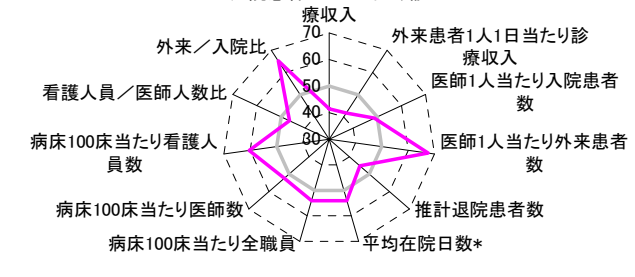 療収入
70
60
50
40
30
外来患者1人1日当たり診
療収入
医師1人当たり入院患者
数
医師1人当たり外来患者
数
推計退院患者数
平均在院日数*
病床100床当たり全職員
病床100床当たり医師数
病床100床当たり看護人
員数
看護人員/医師人数比
外来/入院比